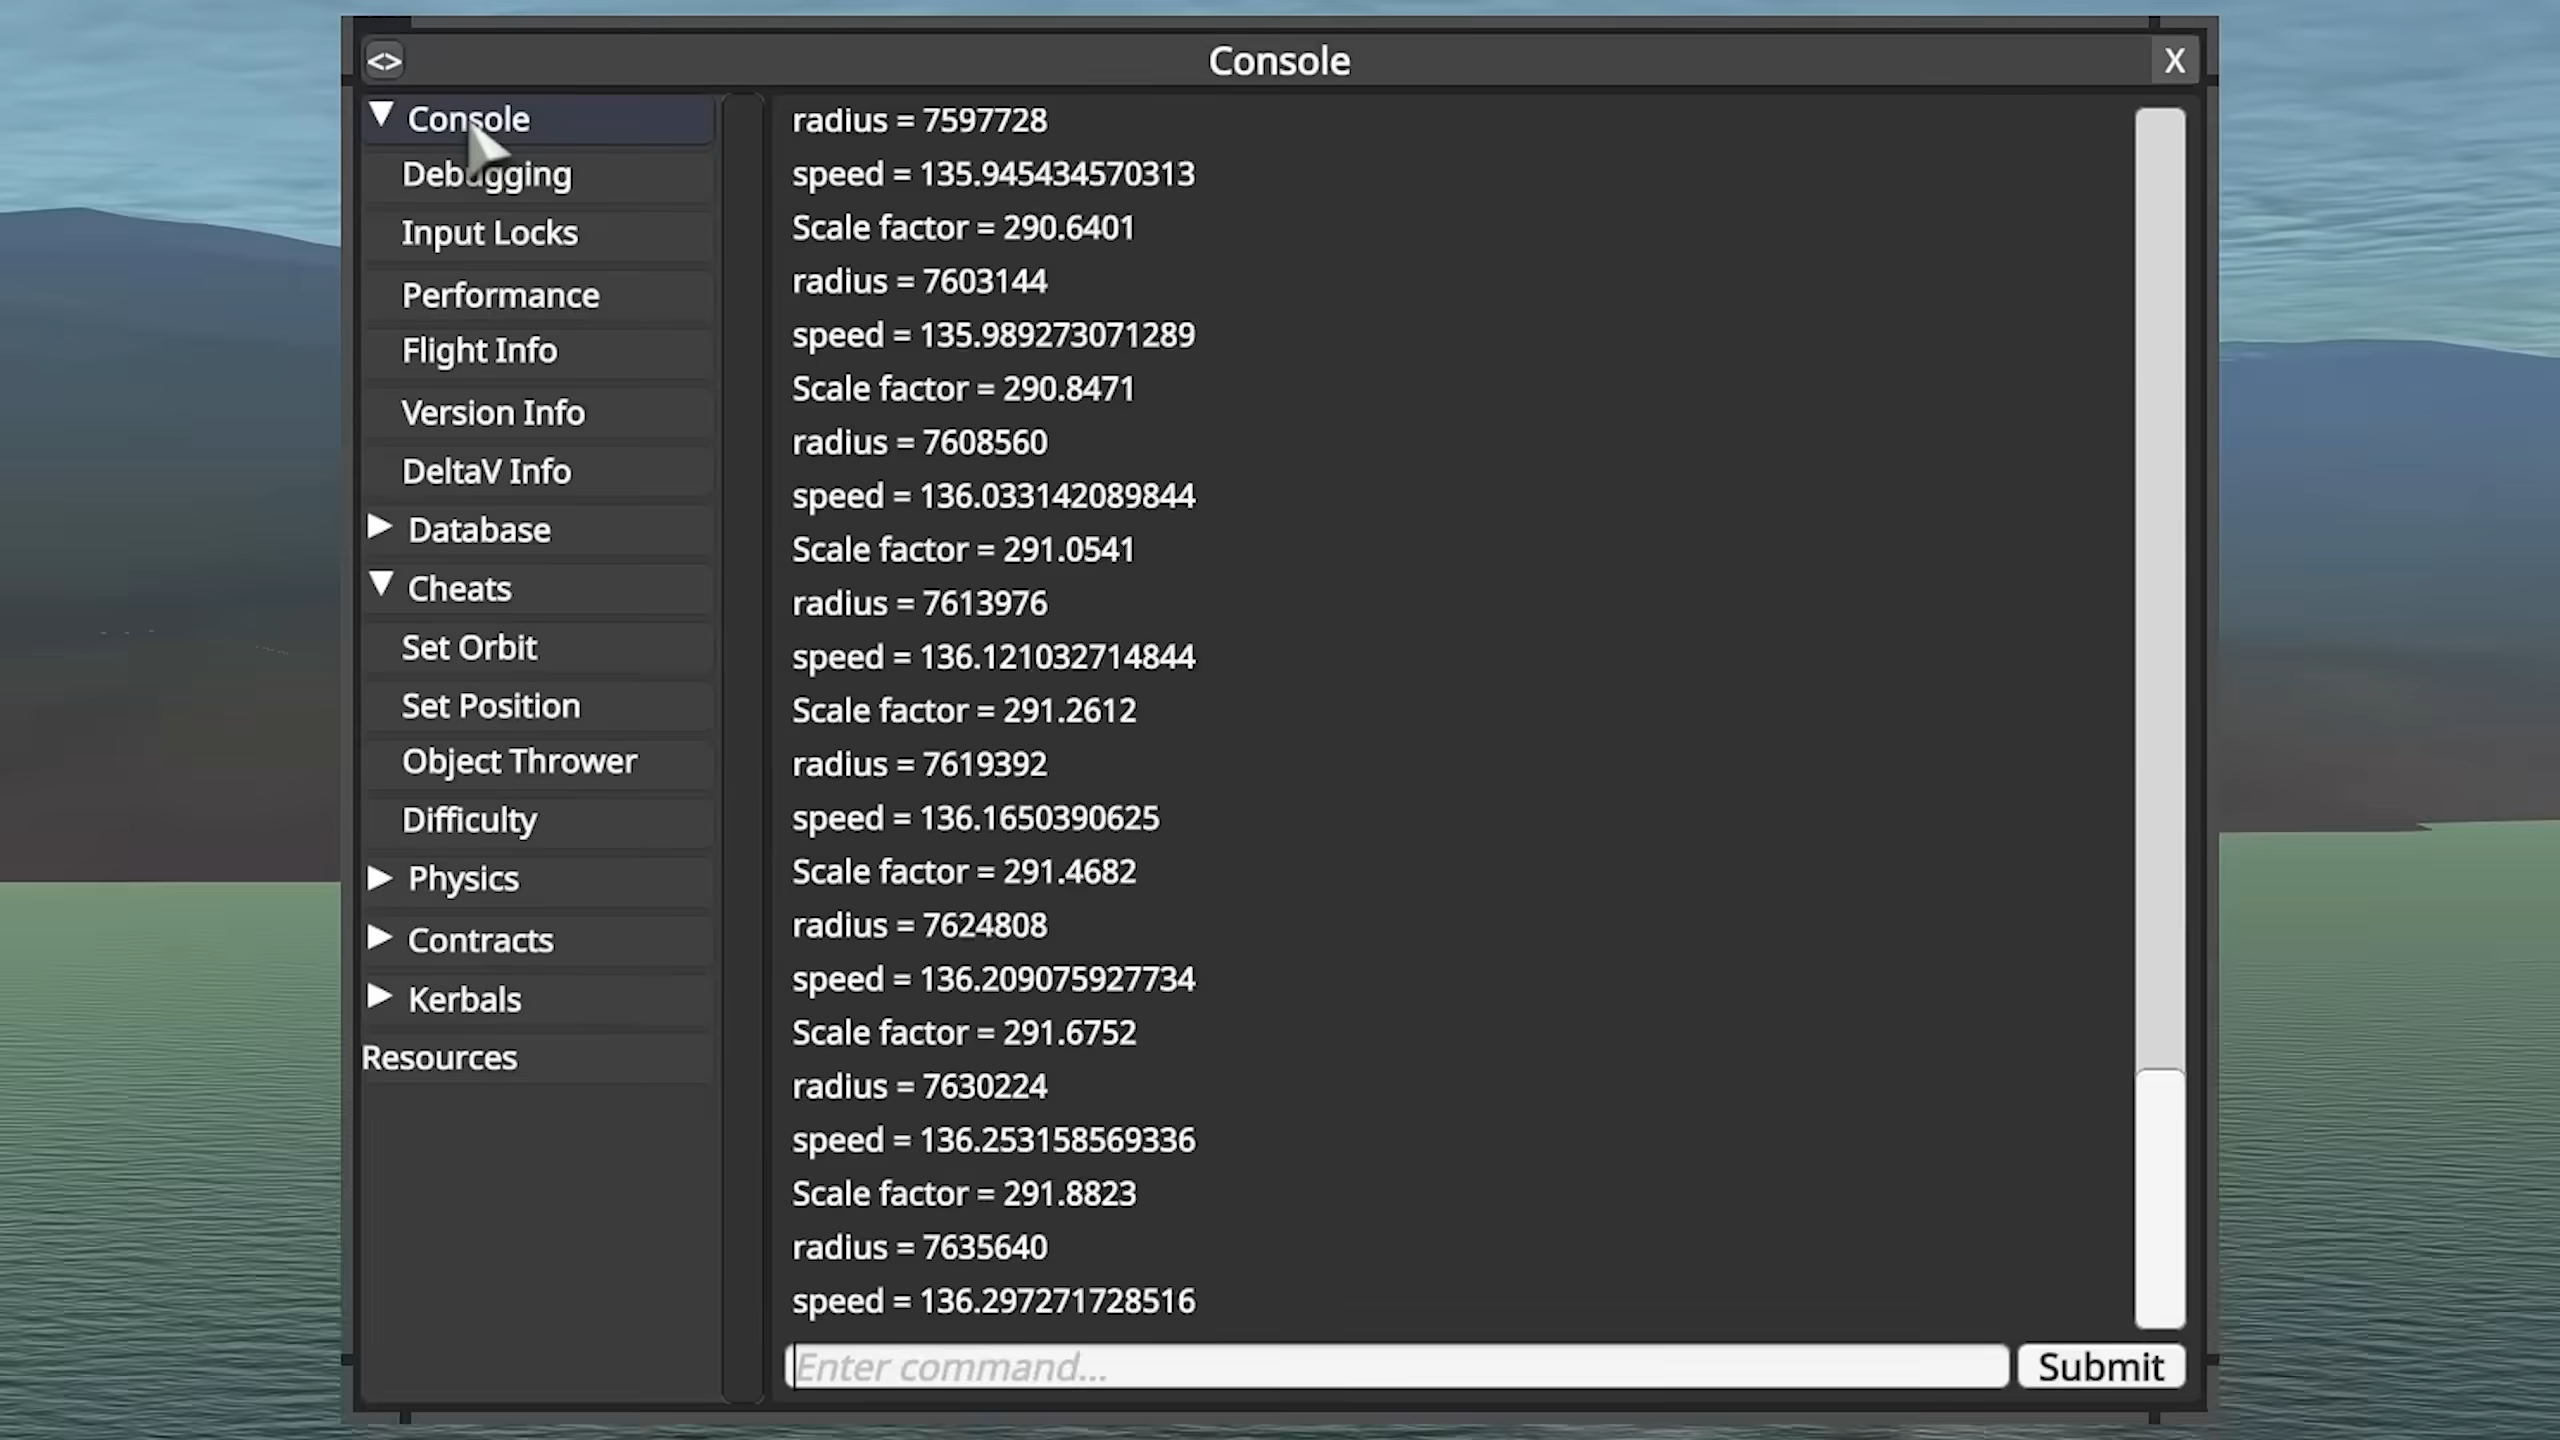 <> Console X
Console
Debugging
Input Locks
Performance
Flight Info
Version Info
DeltaV Info
Database
Cheats
Set Orbit
Set Position
Object Thrower
Difficulty
Physics
Contracts
Kerbals
Resources
radius = 7597728
speed = 135.945434570313
Scale factor = 290.6401
radius = 7603144
speed = 135.989273071289
Scale factor = 290.8471
radius = 7608560
speed = 136.033142089844
Scale factor = 291.0541
radius = 7613976
speed = 136.121032714844
Scale factor = 291.2612
radius = 7619392
speed = 136.1650390625
Scale factor = 291.4682
radius = 7624808
speed = 136.209075927734
Scale factor = 291.6752
radius = 7630224
speed = 136.253158569336
Scale factor = 291.8823
radius = 7635640
speed = 136.297271728516
Enter command...
Submit